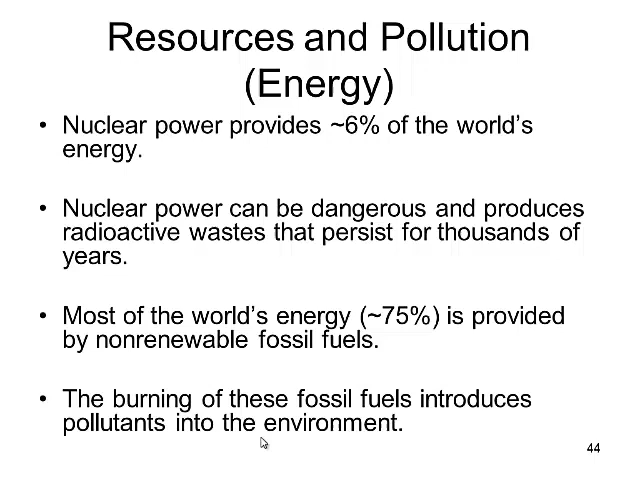 Resources and Pollution
(Energy)
• Nuclear power provides ~6% of the world's
energy.
• Nuclear power can be dangerous and produces
radioactive wastes that persist for thousands of
years.
• Most of the world's energy (~75%) is provided
by nonrenewable fossil fuels.
• The burning of these fossil fuels introduces
pollutants into the environment.
44